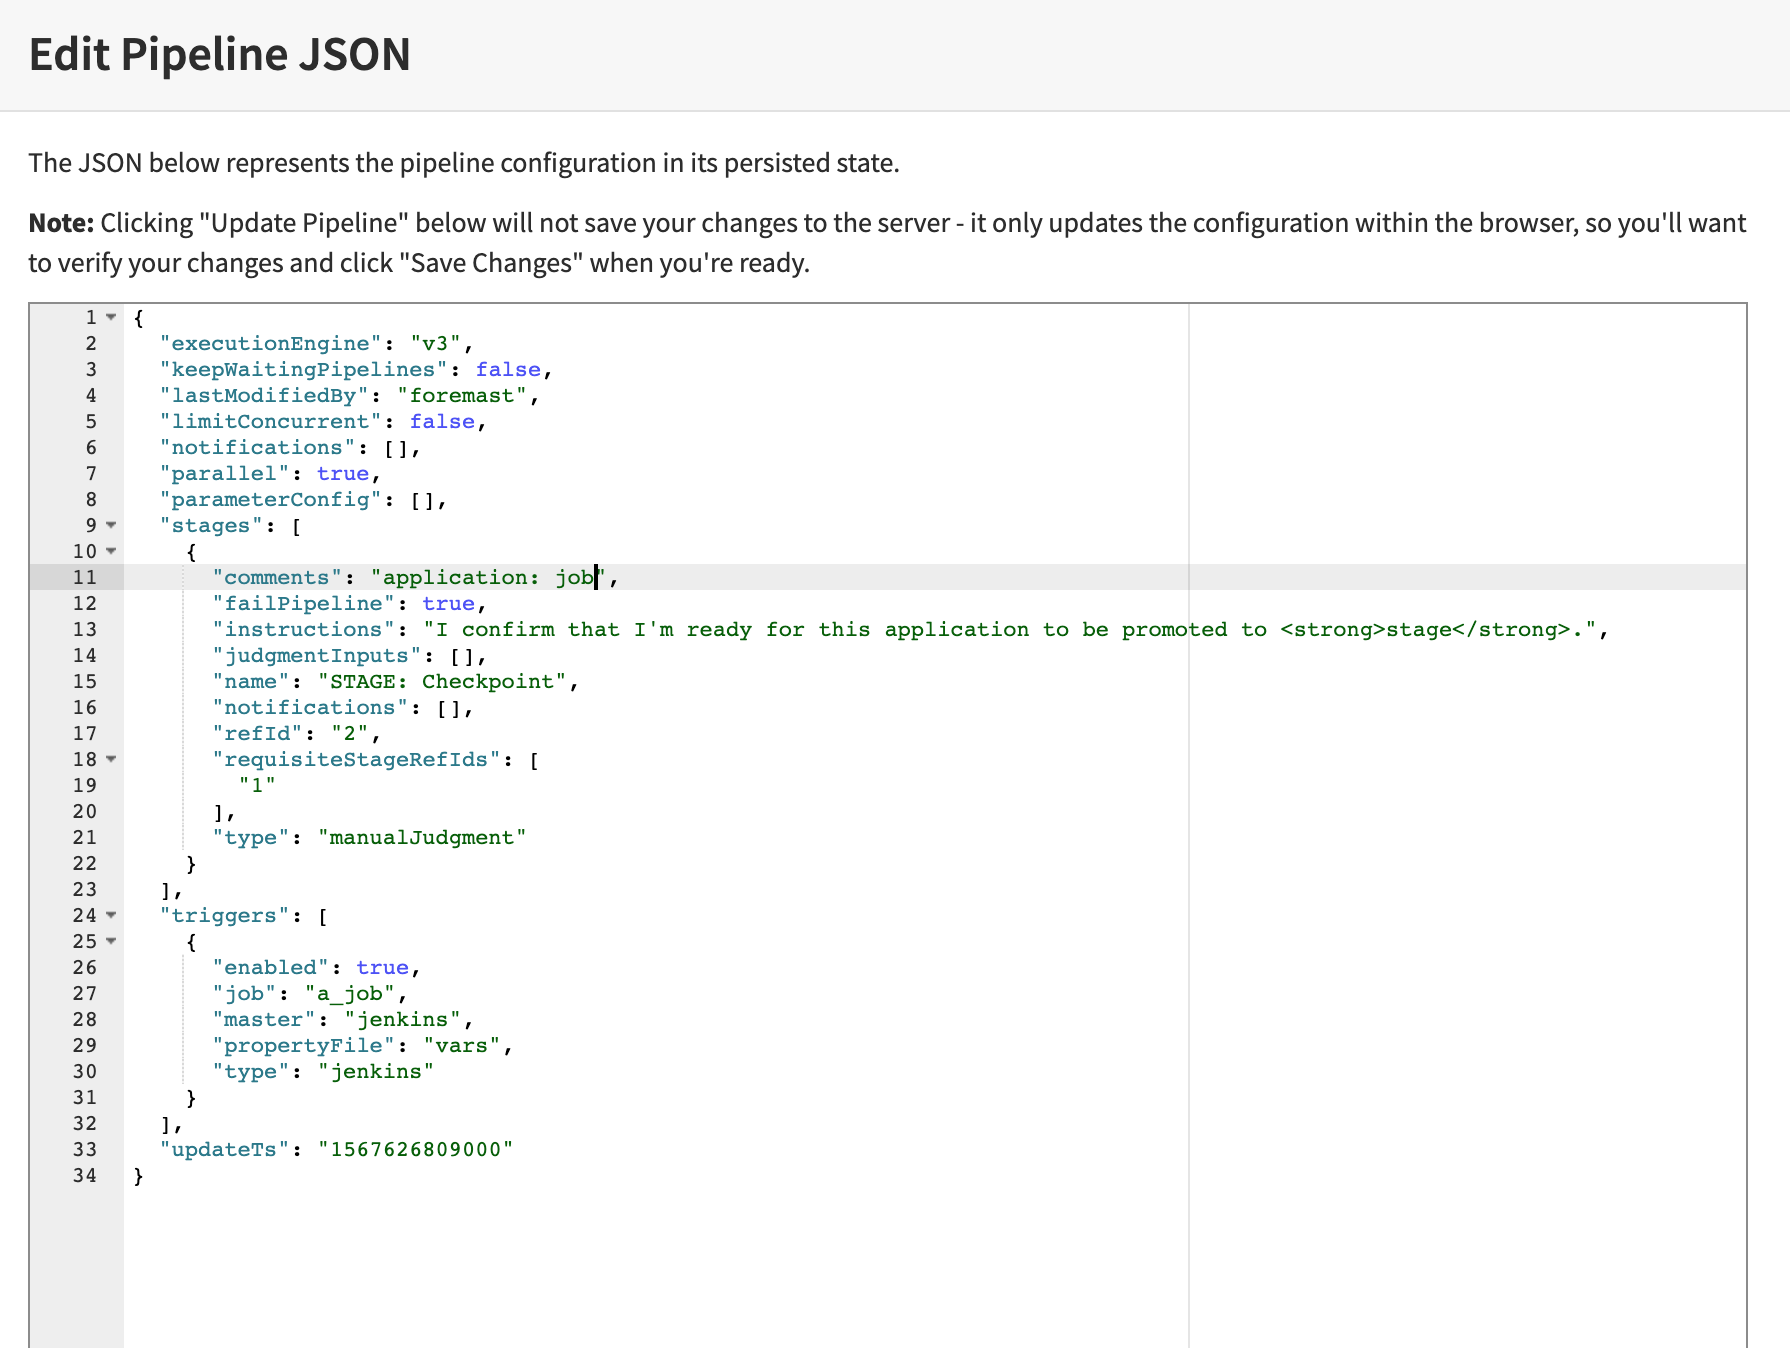 Edit Pipeline JSON
The JSON below represents the pipeline configuration in its persisted state.
Note: Clicking "Update Pipeline" below will not save your changes to the server - it only updates the configuration within the browser, so you'll want
to verify your changes and click "Save Changes" when you're ready.
1 {
2 "executionEngine": "v3",
3 "keepWaitingPipelines": false,
4 "lastModifiedBy": "foremast",
5 "limitConcurrent": false,
6 "notifications": [],
7 "parallel": true,
8 "parameterConfig": [],
9 "stages": [
10 {
11 "comments": "application: job",
12 "failPipeline": true,
13 "instructions": "I confirm that I'm ready for this application to be promoted to <strong>stage</strong>.",
14 "judgmentInputs": [],
15 "name": "STAGE: Checkpoint",
16 "notifications": [],
17 "refId": "2",
18 "requisiteStageRefIds": [
19 "1"
20 ],
21 "type": "manualJudgment"
22 }
23 ],
24 "triggers": [
25 {
26 "enabled": true,
27 "job": "a_job",
28 "master": "jenkins",
29 "propertyFile": "vars",
30 "type": "jenkins"
31 }
32 ],
33 "updateTs": "1567626809000"
34 }